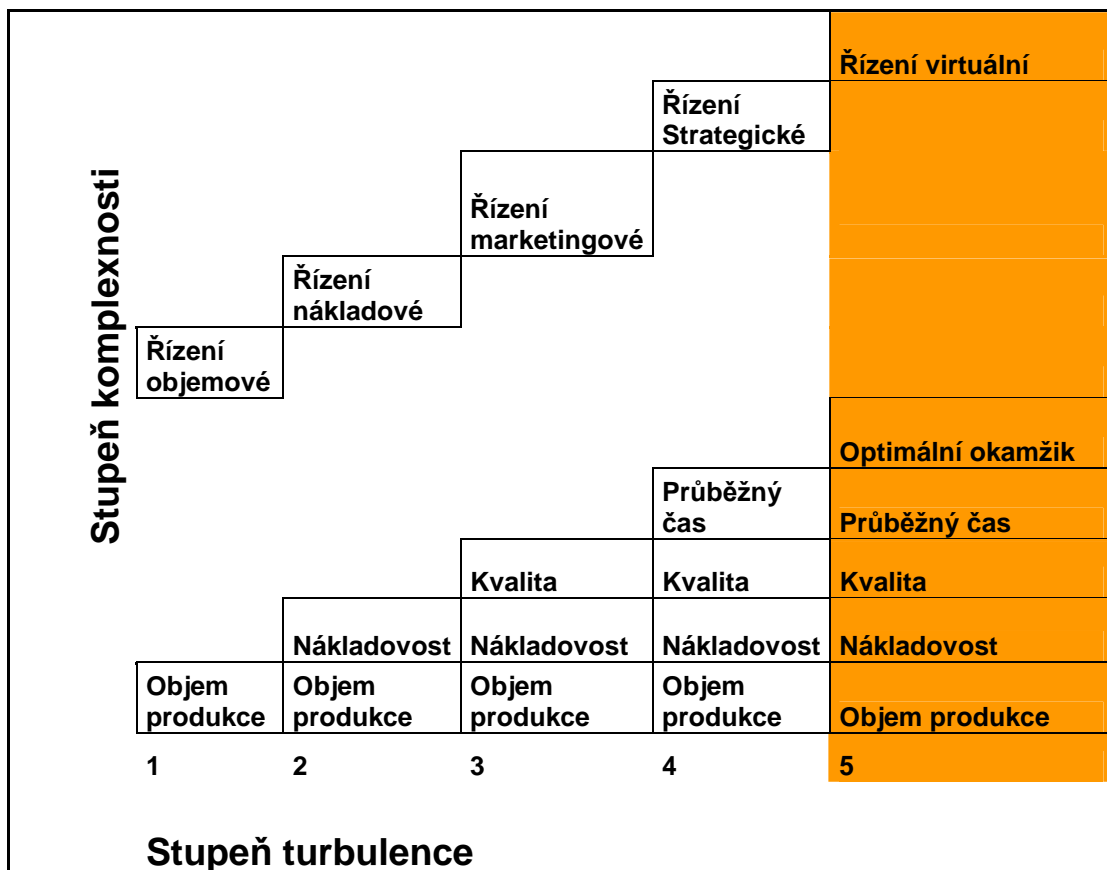 Řízení virtuální
Řízení
Strategické
Řízení
marketingové
Řízení
nákladové
Řízení
objemové
Stupeň komplexnosti
Optimální okamžik
Průběžný
čas
Průběžný čas
Kvalita
Kvalita
Kvalita
Nákladovost
Nákladovost
Nákladovost
Nákladovost
Objem
produkce
Objem
produkce
Objem
produkce
Objem
produkce
Objem produkce
1
2
3
4
5
Stupeň turbulence